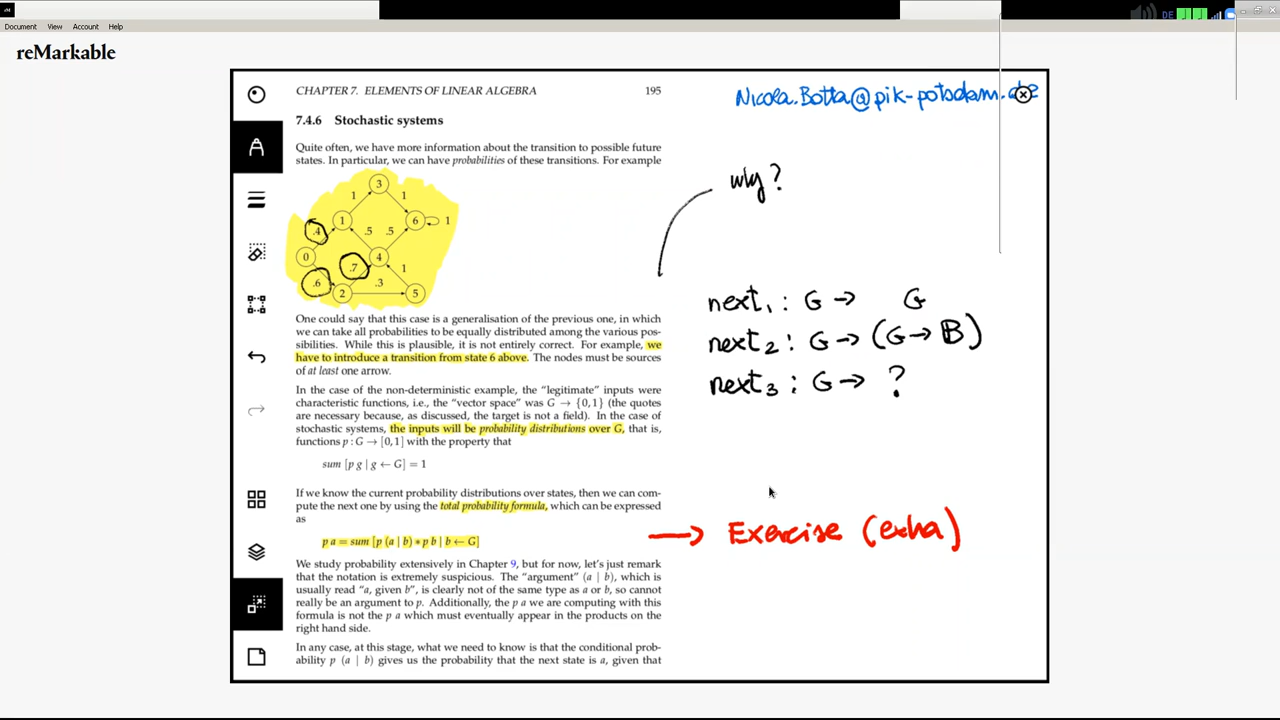 DE
Document View Account Help
reMarkable
CHAPTER 7. ELEMENTS OF LINEAR ALGEBRA 195
Nicola.Botta@pik-potsdam.de
7.4.6 Stochastic systems
Quite often, we have more information about the transition to possible future
states. In particular, we can have probabilities of these transitions. For example
why?
3
1 1
1 6 1
.4 .5 .5
0 4
.7
.6 .3 1
2 5
next₁ : G → G
next₂ : G → (G → B)
next₃ : G → ?
One could say that this case is a generalisation of the previous one, in which
we can take all probabilities to be equally distributed among the various pos-
sibilities. While this is plausible, it is not entirely correct. For example, we
have to introduce a transition from state 6 above. The nodes must be sources
of at least one arrow.
In the case of the non-deterministic example, the "legitimate" inputs were
characteristic functions, i.e., the "vector space" was G → {0,1} (the quotes
are necessary because, as discussed, the target is not a field). In the case of
stochastic systems, the inputs will be probability distributions over G, that is,
functions p : G → [0,1] with the property that
sum [p g | g ← G] = 1
If we know the current probability distributions over states, then we can com-
pute the next one by using the total probability formula, which can be expressed
as
p a = sum [p (a | b) * p b | b ← G]
→ Exercise (extra)
We study probability extensively in Chapter 9, but for now, let's just remark
that the notation is extremely suspicious. The "argument" (a | b), which is
usually read "a, given b", is clearly not of the same type as a or b, so cannot
really be an argument to p. Additionally, the p a we are computing with this
formula is not the p a which must eventually appear in the products on the
right hand side.
In any case, at this stage, what we need to know is that the conditional prob-
ability p (a | b) gives us the probability that the next state is a, given that